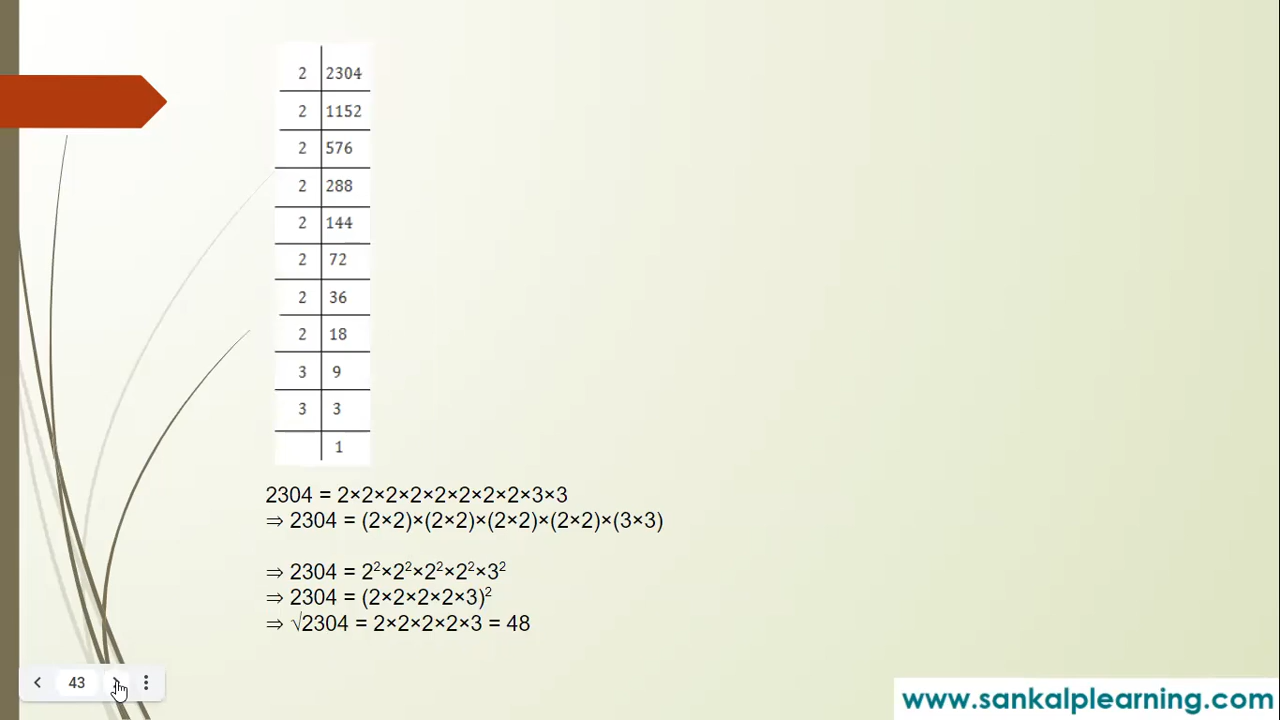 2 2304
2 1152
2 576
2 288
2 144
2 72
2 36
2 18
3 9
3 3
1
2304 = 2×2×2×2×2×2×2×2×3×3
⇒ 2304 = (2×2)×(2×2)×(2×2)×(2×2)×(3×3)
⇒ 2304 = 2²×2²×2²×2²×3²
⇒ 2304 = (2×2×2×2×3)²
⇒ √2304 = 2×2×2×2×3 = 48
43
www.sankalplearning.com